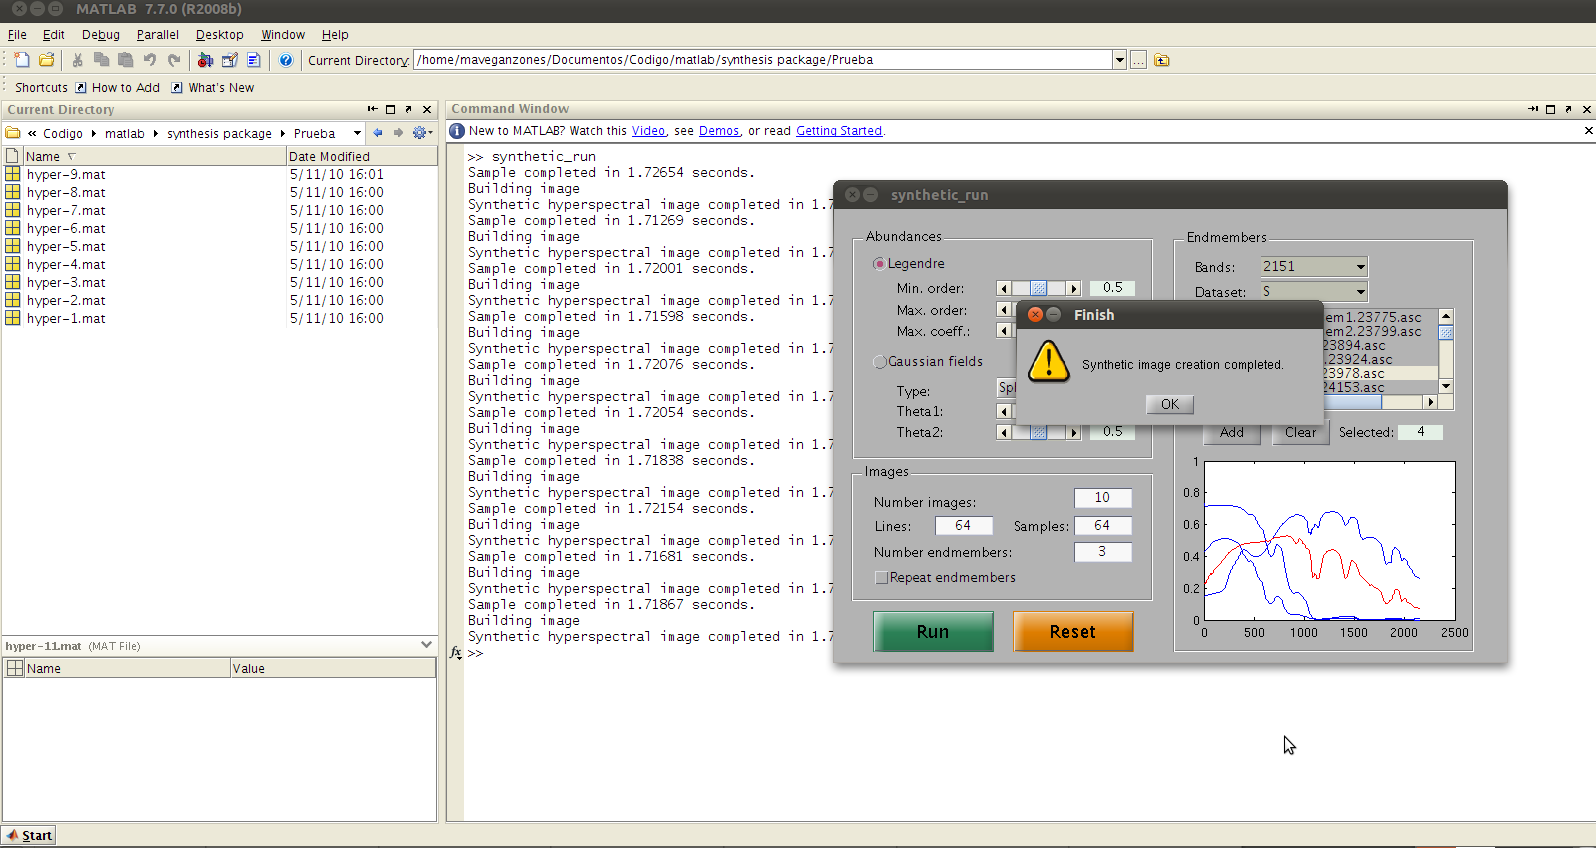 MATLAB 7.7.0 (R2008b)
File Edit Debug Parallel Desktop Window Help
Current Directory: /home/maveganzones/Documentos/Codigo/matlab/synthesis package/Prueba ...
Shortcuts How to Add What's New
Current Directory
« Codigo matlab synthesis package Prueba
Name Date Modified
hyper-9.mat 5/11/10 16:01
hyper-8.mat 5/11/10 16:00
hyper-7.mat 5/11/10 16:00
hyper-6.mat 5/11/10 16:00
hyper-5.mat 5/11/10 16:00
hyper-4.mat 5/11/10 16:00
hyper-3.mat 5/11/10 16:00
hyper-2.mat 5/11/10 16:00
hyper-1.mat 5/11/10 16:00
hyper-11.mat (MAT File)
Name Value
Start
Command Window
New to MATLAB? Watch this Video, see Demos, or read Getting Started.
>> synthetic_run
Sample completed in 1.72654 seconds.
Building image
Synthetic hyperspectral image completed in 1.7
Sample completed in 1.71269 seconds.
Building image
Synthetic hyperspectral image completed in 1.7
Sample completed in 1.72001 seconds.
Building image
Synthetic hyperspectral image completed in 1.7
Sample completed in 1.71598 seconds.
Building image
Synthetic hyperspectral image completed in 1.7
Sample completed in 1.72076 seconds.
Building image
Synthetic hyperspectral image completed in 1.7
Sample completed in 1.72054 seconds.
Building image
Synthetic hyperspectral image completed in 1.7
Sample completed in 1.71838 seconds.
Building image
Synthetic hyperspectral image completed in 1.7
Sample completed in 1.72154 seconds.
Building image
Synthetic hyperspectral image completed in 1.7
Sample completed in 1.71681 seconds.
Building image
Synthetic hyperspectral image completed in 1.7
Sample completed in 1.71867 seconds.
Building image
Synthetic hyperspectral image completed in 1.7
fx >>
synthetic_run
Abundances
Legendre
Min. order: 0.5
Max. order:
Max. coeff.:
Gaussian fields
Type: Spl
Theta1:
Theta2: 0.5
Images
Number images: 10
Lines: 64 Samples: 64
Number endmembers: 3
Repeat endmembers
Run Reset
Endmembers
Bands: 2151
Dataset: S
em1.23775.asc
em2.23799.asc
23894.asc
.23924.asc
23978.asc
24153.asc
Add Clear Selected: 4
1
0.8
0.6
0.4
0.2
0
0 500 1000 1500 2000 2500
Finish
Synthetic image creation completed.
OK